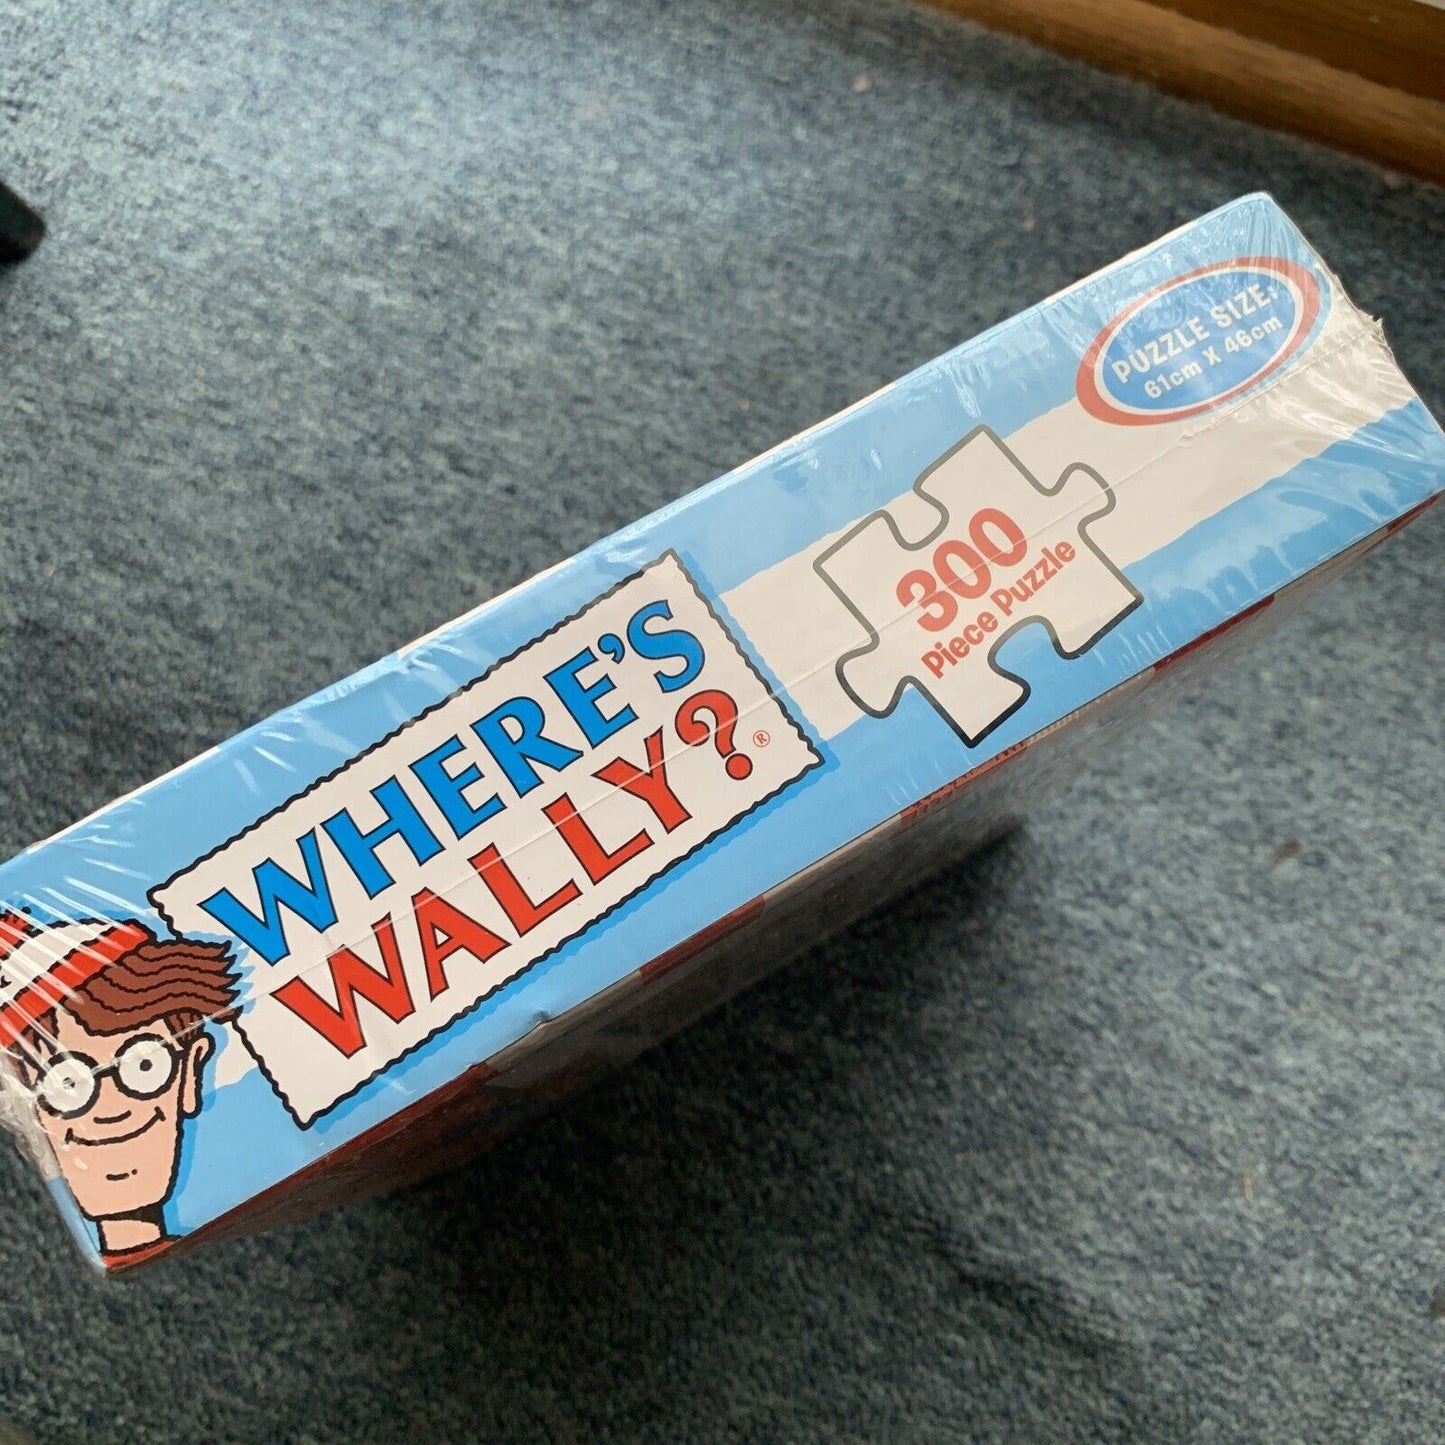 WHERE'S
WALLY?®
300
Piece Puzzle
PUZZLE SIZE:
61cm X 46cm